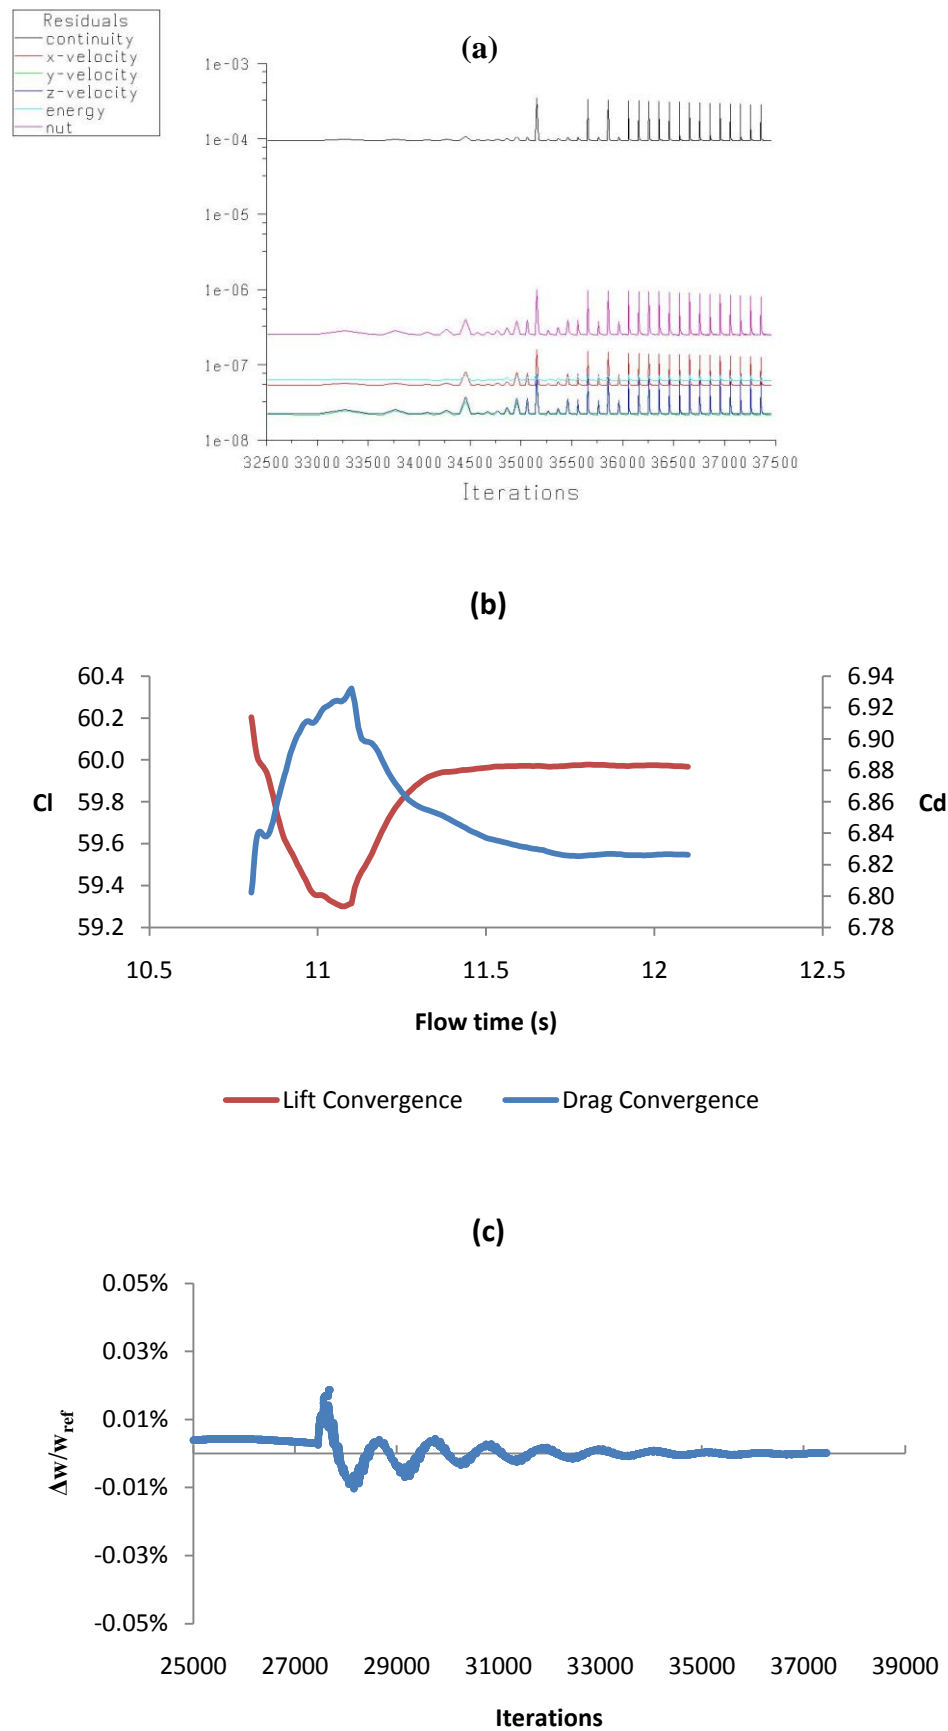 Residuals
continuity
x-velocity
y-velocity
z-velocity
energy
nut
(a)
1e-03
1e-04
1e-05
1e-06
1e-07
1e-08
32500 33000 33500 34000 34500 35000 35500 36000 36500 37000 37500
Iterations
(b)
60.4 6.94
60.2 6.92
60.0 6.90
59.8 6.88
59.6 6.86
59.4 6.84
59.2 6.82
6.80
6.78
Cl
Cd
10.5 11 11.5 12 12.5
Flow time (s)
Lift Convergence Drag Convergence
(c)
0.05%
0.03%
0.01%
-0.01%
-0.03%
-0.05%
Δw/wref
25000 27000 29000 31000 33000 35000 37000 39000
Iterations